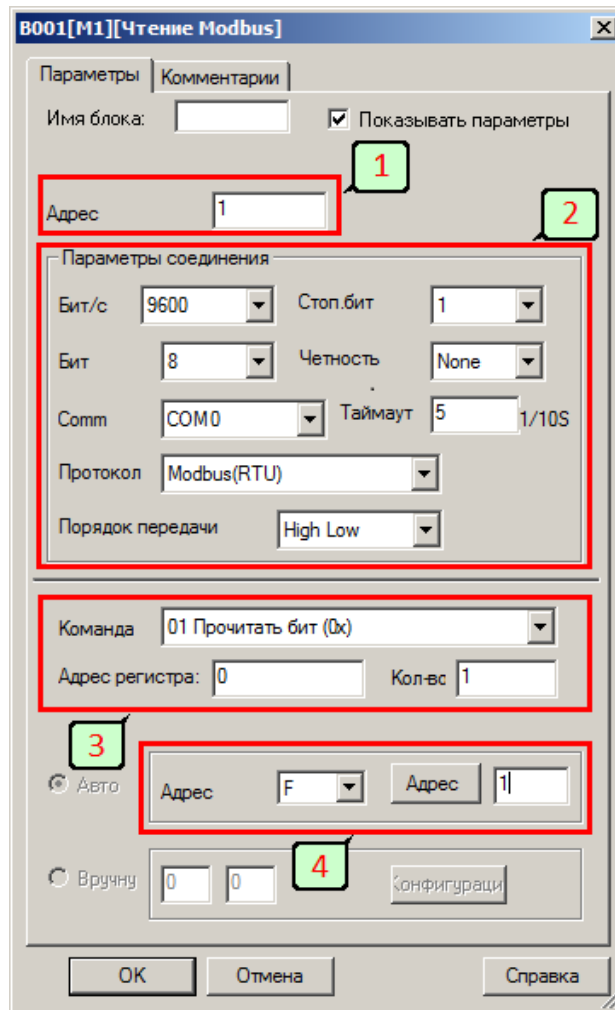 B001[M1][Чтение Modbus]
Параметры Комментарии
Имя блока: Показывать параметры
1
Адрес 1
2
Параметры соединения
Бит/с 9600 Стоп.бит 1
Бит 8 Четность None
Comm COM0 Таймаут 5 1/10S
Протокол Modbus(RTU)
Порядок передачи High Low
Команда 01 Прочитать бит (0x)
Адрес регистра: 0 Кол-вс 1
3
Авто Адрес F Адрес 1
4
Вручну 0 0 Конфигураци
OK Отмена Справка